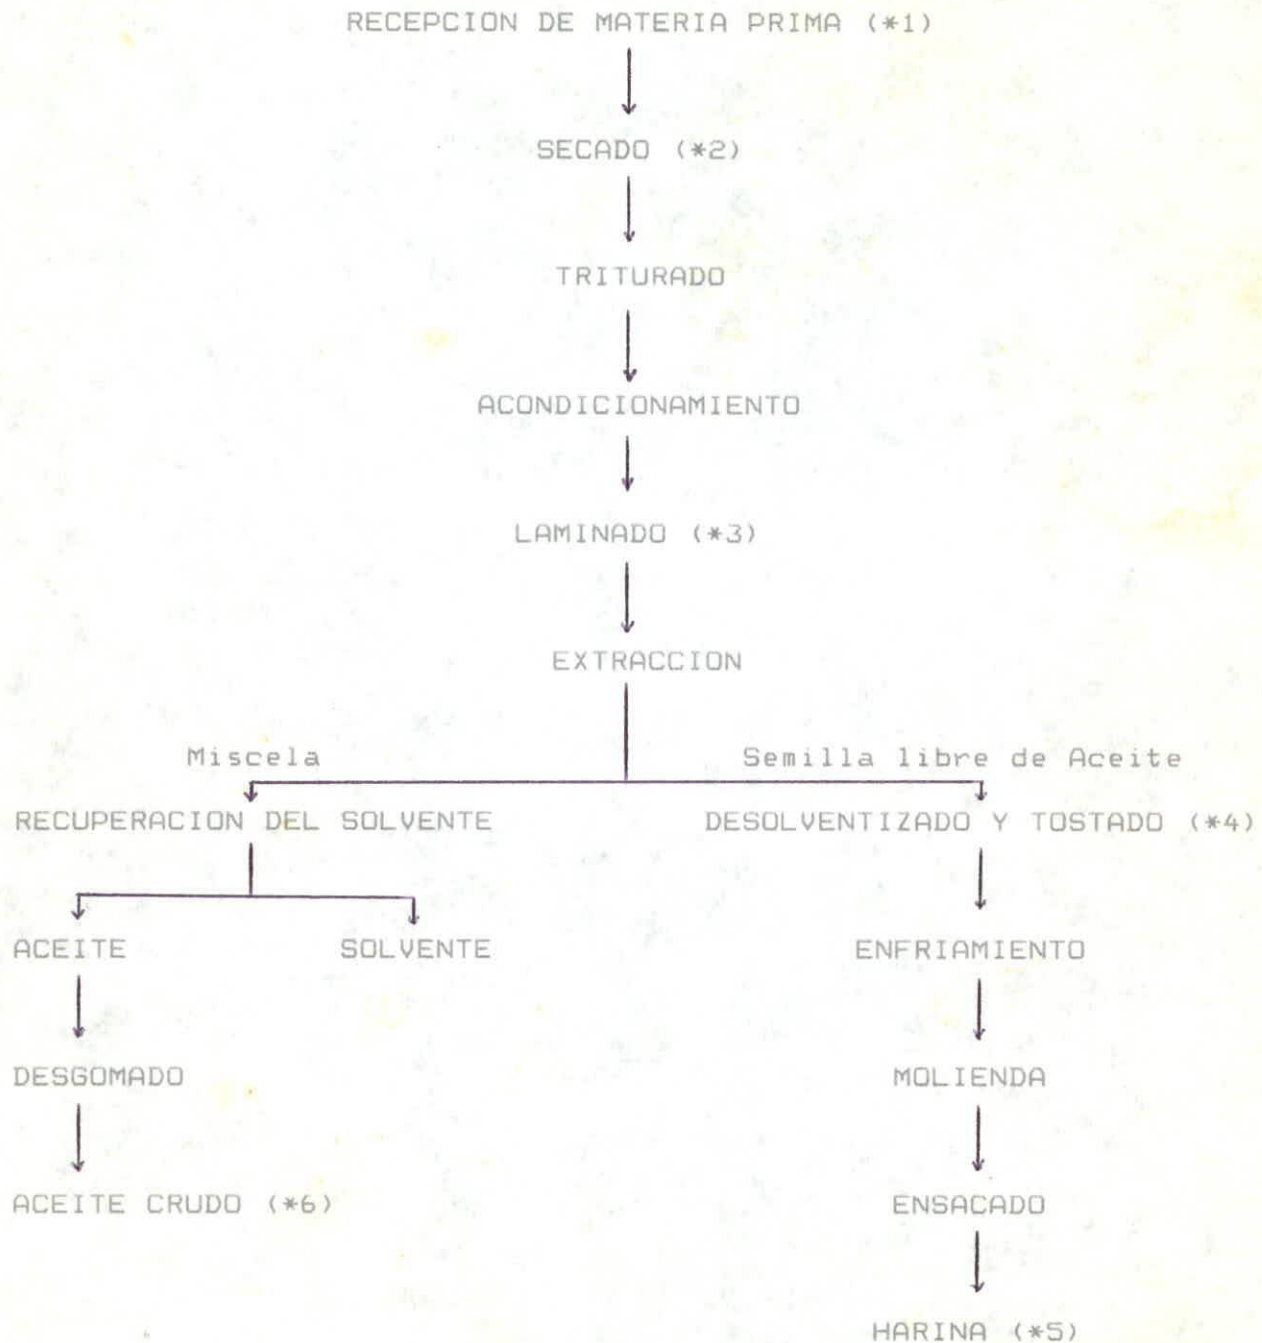 RECEPCION DE MATERIA PRIMA (*1)
SECADO (*2)
TRITURADO
ACONDICIONAMIENTO
LAMINADO (*3)
EXTRACCION
Miscela
Semilla libre de Aceite
RECUPERACION DEL SOLVENTE
DESOLVENTIZADO Y TOSTADO (*4)
ACEITE
SOLVENTE
ENFRIAMIENTO
DESGOMADO
MOLIENDA
ACEITE CRUDO (*6)
ENSACADO
HARINA (*5)